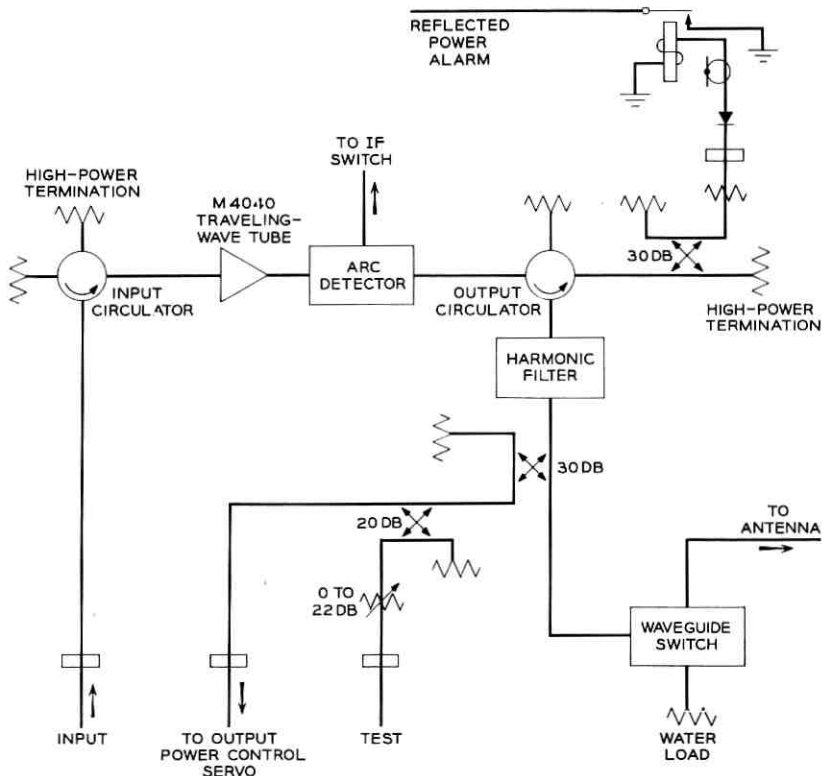 REFLECTED
POWER
ALARM
TO IF
SWITCH
HIGH-POWER
TERMINATION
M4040
TRAVELING-
WAVE TUBE
ARC
DETECTOR
30 DB
INPUT
CIRCULATOR
OUTPUT
CIRCULATOR
HIGH-POWER
TERMINATION
HARMONIC
FILTER
30 DB
20 DB
TO
ANTENNA
0 TO
22 DB
WAVEGUIDE
SWITCH
INPUT
TO OUTPUT
POWER CONTROL
SERVO
TEST
WATER
LOAD